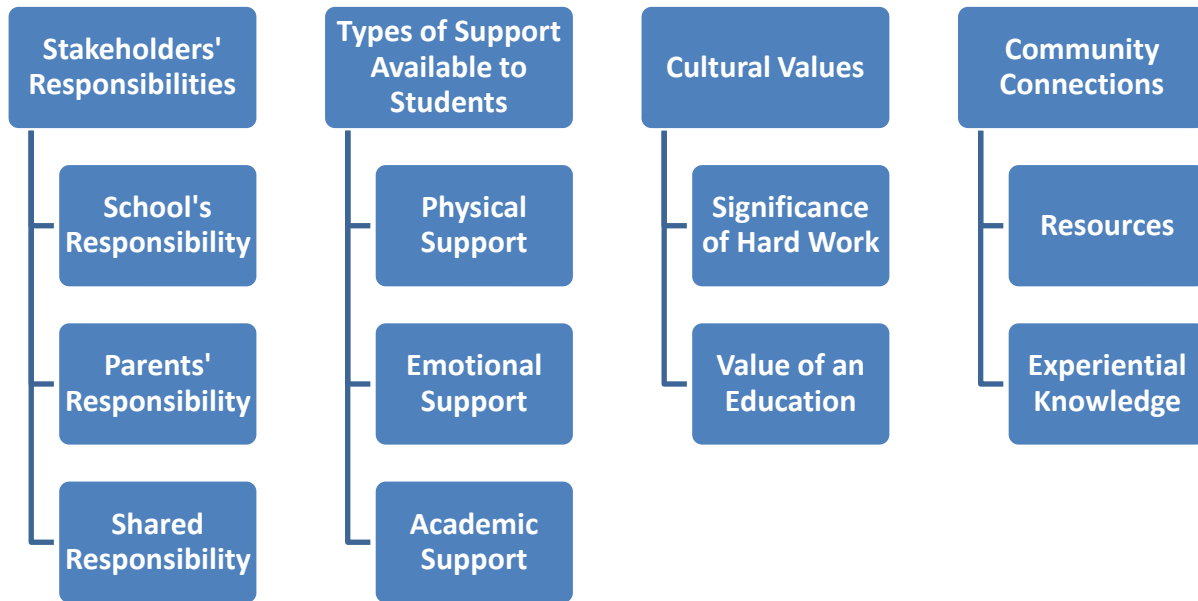 Stakeholders'
Responsibilities
School's
Responsibility
Parents'
Responsibility
Shared
Responsibility
Types of Support
Available to
Students
Physical
Support
Emotional
Support
Academic
Support
Cultural Values
Significance
of Hard Work
Value of an
Education
Community
Connections
Resources
Experiential
Knowledge